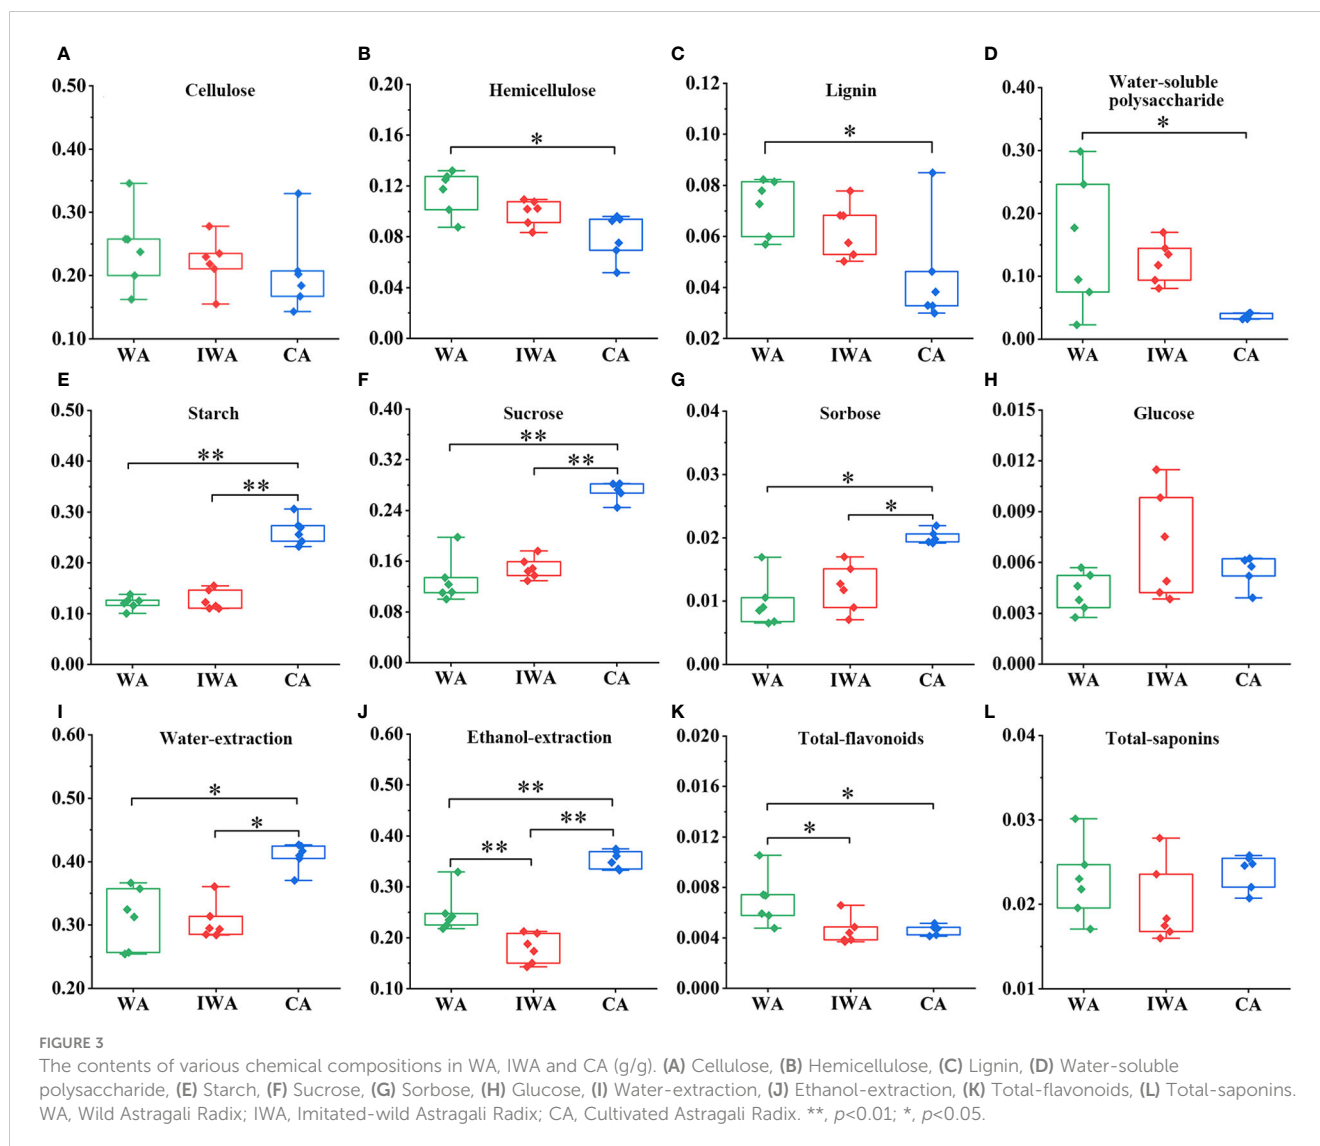 A
Cellulose
0.50
0.40
0.30
0.20
0.10
WA IWA CA
B
Hemicellulose
0.20
0.16
0.12
0.08
0.04
0.00
*
WA IWA CA
C
Lignin
0.12
0.10
0.08
0.06
0.04
0.02
*
WA IWA CA
D
Water-soluble
polysaccharide
0.40
0.30
0.20
0.10
0.00
*
WA IWA CA
E
Starch
0.50
0.40
0.30
0.20
0.10
0.00
**
**
WA IWA CA
F
Sucrose
0.40
0.32
0.24
0.16
0.08
0.00
**
**
WA IWA CA
G
Sorbose
0.04
0.03
0.02
0.01
0.00
*
*
WA IWA CA
H
Glucose
0.015
0.012
0.009
0.006
0.003
0.000
WA IWA CA
I
Water-extraction
0.60
0.50
0.40
0.30
0.20
*
*
WA IWA CA
J
Ethanol-extraction
0.60
0.50
0.40
0.30
0.20
0.10
**
**
**
WA IWA CA
K
Total-flavonoids
0.020
0.016
0.012
0.008
0.004
0.000
*
*
WA IWA CA
L
Total-saponins
0.04
0.03
0.02
0.01
WA IWA CA
FIGURE 3
The contents of various chemical compositions in WA, IWA and CA (g/g). (A) Cellulose, (B) Hemicellulose, (C) Lignin, (D) Water-soluble
polysaccharide, (E) Starch, (F) Sucrose, (G) Sorbose, (H) Glucose, (I) Water-extraction, (J) Ethanol-extraction, (K) Total-flavonoids, (L) Total-saponins.
WA, Wild Astragali Radix; IWA, Imitated-wild Astragali Radix; CA, Cultivated Astragali Radix. **, p<0.01; *, p<0.05.